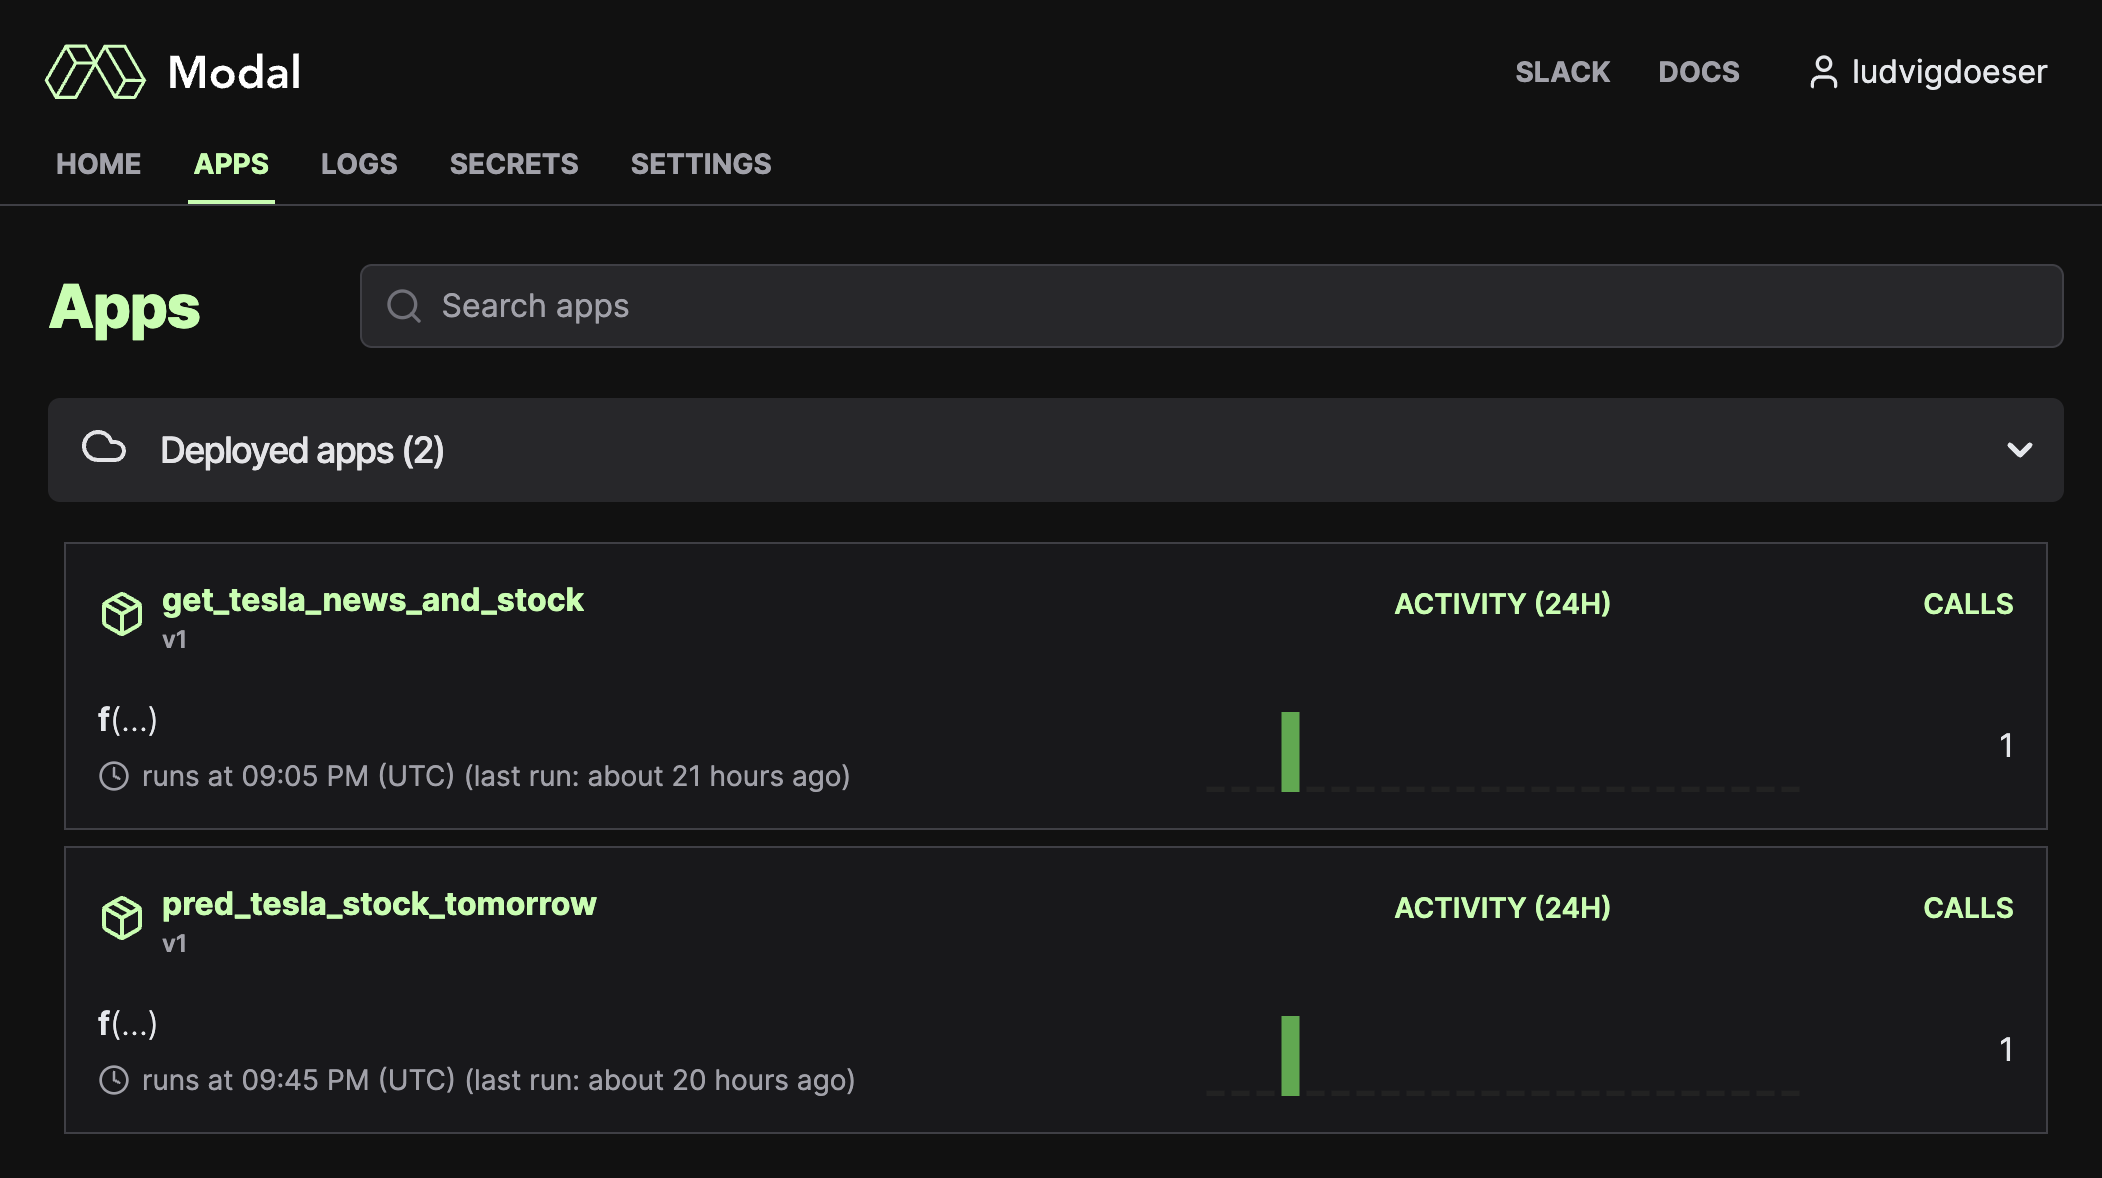 Modal
SLACK DOCS ludvigdoeser
HOME APPS LOGS SECRETS SETTINGS
Apps
Search apps
Deployed apps (2)
get_tesla_news_and_stock ACTIVITY (24H) CALLS
v1
f(...)
1
runs at 09:05 PM (UTC) (last run: about 21 hours ago)
pred_tesla_stock_tomorrow ACTIVITY (24H) CALLS
v1
f(...)
1
runs at 09:45 PM (UTC) (last run: about 20 hours ago)